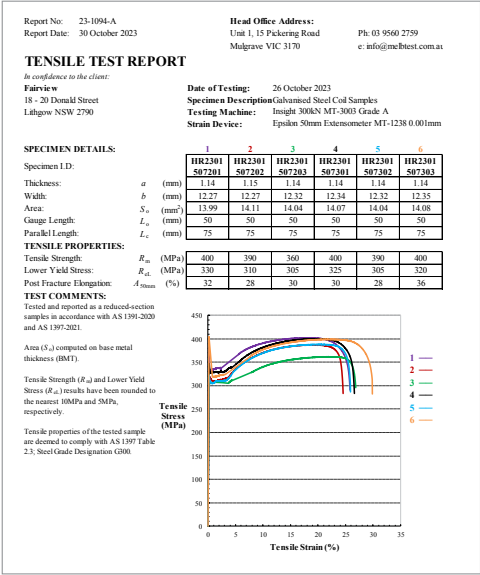 Report No: 23-1094-A
Report Date: 30 October 2023
Head Office Address:
Unit 1, 15 Pickering Road Ph: 03 9560 2759
Mulgrave VIC 3170 e: info@melbtest.com.au
TENSILE TEST REPORT
In confidence to the client:
Fairview
18 - 20 Donald Street
Lithgow NSW 2790
Date of Testing: 26 October 2023
Specimen Description Galvanised Steel Coil Samples
Testing Machine: Insight 300kN MT-3003 Grade A
Strain Device: Epsilon 50mm Extensometer MT-1238 0.001mm
SPECIMEN DETAILS: 1 2 3 4 5 6
Specimen I.D: HR2301 507201 HR2301 507202 HR2301 507203 HR2301 507301 HR2301 507302 HR2301 507303
Thickness: a (mm) 1.14 1.15 1.14 1.14 1.14 1.14
Width: b (mm) 12.27 12.27 12.32 12.34 12.32 12.35
Area: So (mm2) 13.99 14.11 14.04 14.07 14.04 14.08
Gauge Length: Lo (mm) 50 50 50 50 50 50
Parallel Length: Lc (mm) 75 75 75 75 75 75
TENSILE PROPERTIES:
Tensile Strength: Rm (MPa) 400 390 360 400 390 400
Lower Yield Stress: ReL (MPa) 330 310 305 325 305 320
Post Fracture Elongation: A50mm (%) 32 28 30 30 28 36
TEST COMMENTS:
Tested and reported as a reduced-section
samples in accordance with AS 1391-2020
and AS 1397-2021.
Area (So) computed on base metal
thickness (BMT).
Tensile Strength (Rm) and Lower Yield
Stress (ReL) results have been rounded to
the nearest 10MPa and 5MPa,
respectively.
Tensile properties of the tested sample
are deemed to comply with AS 1397 Table
2.3; Steel Grade Designation G300.
Tensile
Stress
(MPa)
450
400
350
300
250
200
150
100
50
0
0 5 10 15 20 25 30 35
Tensile Strain (%)
1
2
3
4
5
6